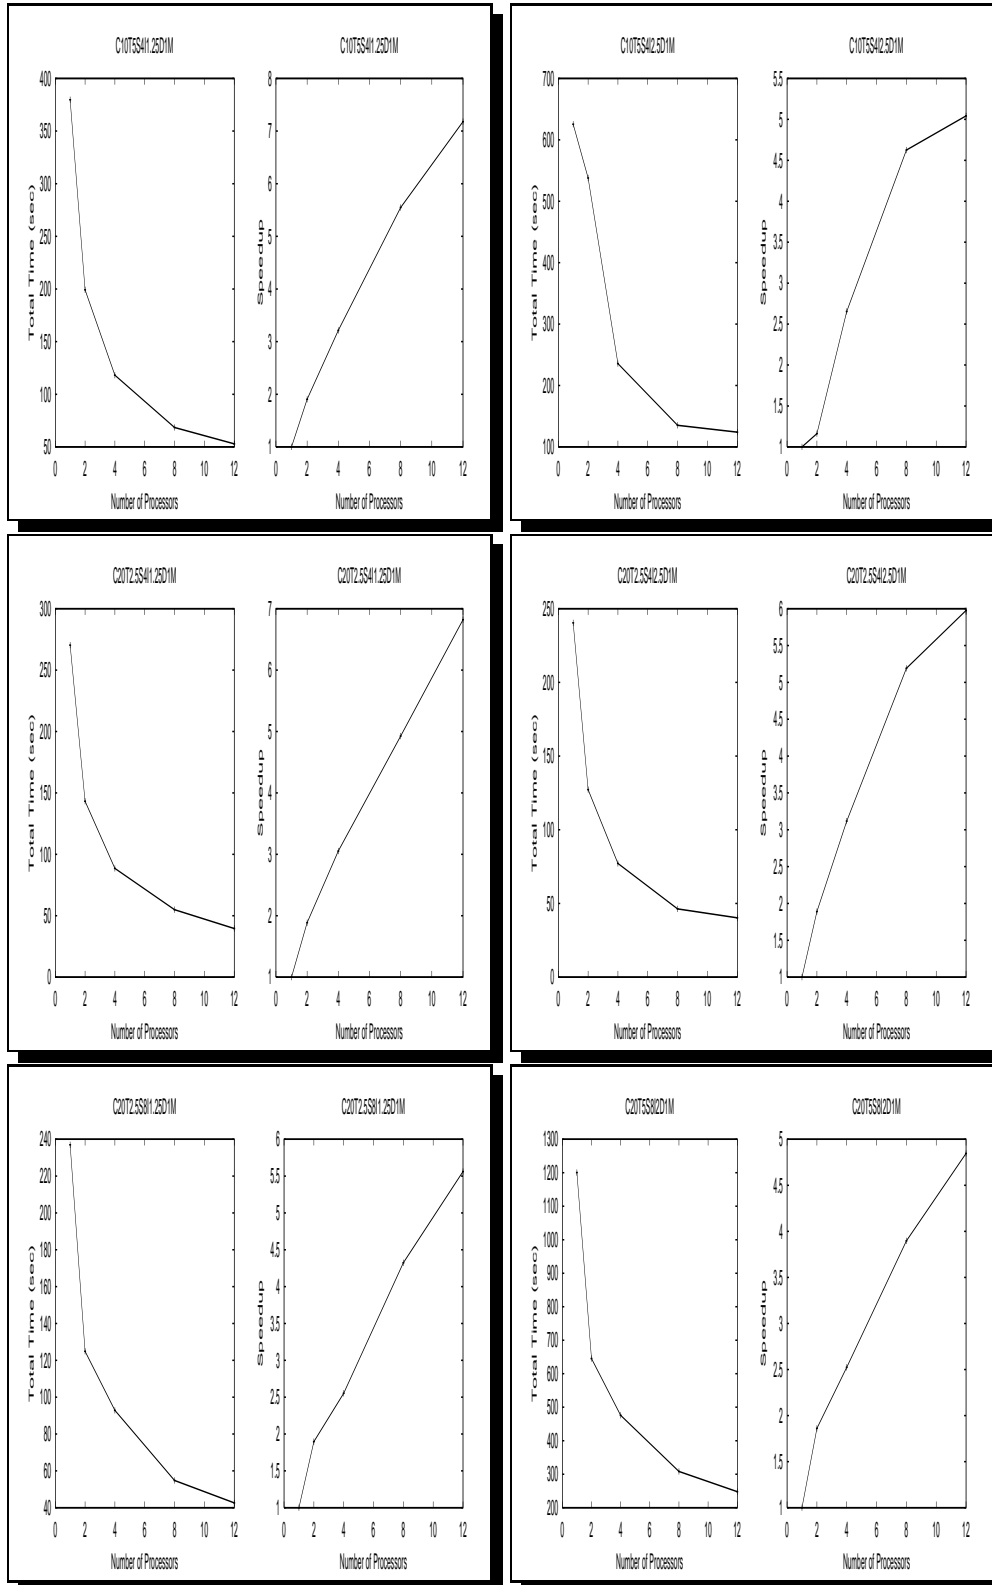 C10T5S4I1.25D1M
C10T5S4I1.25D1M
Total Time (sec)
400
350
300
250
200
150
100
50
0 2 4 6 8 10 12
Number of Processors
Speedup
8
7
6
5
4
3
2
1
0 2 4 6 8 10 12
Number of Processors
C10T5S4I2.5D1M
C10T5S4I2.5D1M
Total Time (sec)
700
600
500
400
300
200
100
0 2 4 6 8 10 12
Number of Processors
Speedup
5.5
5
4.5
4
3.5
3
2.5
2
1.5
1
0 2 4 6 8 10 12
Number of Processors
C20T2.5S4I1.25D1M
C20T2.5S4I1.25D1M
Total Time (sec)
300
250
200
150
100
50
0
0 2 4 6 8 10 12
Number of Processors
Speedup
7
6
5
4
3
2
1
0 2 4 6 8 10 12
Number of Processors
C20T2.5S4I2.5D1M
C20T2.5S4I2.5D1M
Total Time (sec)
250
200
150
100
50
0
0 2 4 6 8 10 12
Number of Processors
Speedup
6
5.5
5
4.5
4
3.5
3
2.5
2
1.5
1
0 2 4 6 8 10 12
Number of Processors
C20T2.5S8I1.25D1M
C20T2.5S8I1.25D1M
Total Time (sec)
240
220
200
180
160
140
120
100
80
60
40
0 2 4 6 8 10 12
Number of Processors
Speedup
6
5.5
5
4.5
4
3.5
3
2.5
2
1.5
1
0 2 4 6 8 10 12
Number of Processors
C20T5S8I2D1M
C20T5S8I2D1M
Total Time (sec)
1300
1200
1100
1000
900
800
700
600
500
400
300
200
0 2 4 6 8 10 12
Number of Processors
Speedup
5
4.5
4
3.5
3
2.5
2
1.5
1
0 2 4 6 8 10 12
Number of Processors